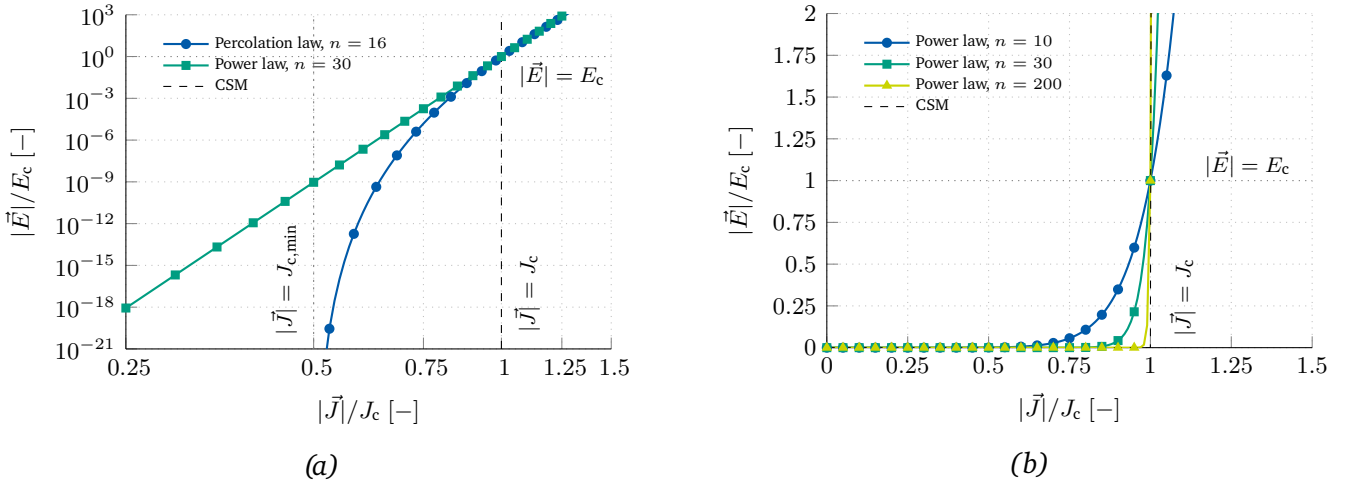 10³
10⁰
10⁻³
10⁻⁶
10⁻⁹
10⁻¹²
10⁻¹⁵
10⁻¹⁸
10⁻²¹
|E⃗|/E_c [−]
Percolation law, n = 16
Power law, n = 30
CSM
|E⃗| = E_c
|J⃗| = J_c,min
|J⃗| = J_c
0.25
0.5
0.75
1
1.25
1.5
|J⃗|/J_c [−]
(a)
2
1.75
1.5
1.25
1
0.75
0.5
0.25
0
|E⃗|/E_c [−]
Power law, n = 10
Power law, n = 30
Power law, n = 200
CSM
|E⃗| = E_c
|J⃗| = J_c
0
0.25
0.5
0.75
1
1.25
1.5
|J⃗|/J_c [−]
(b)